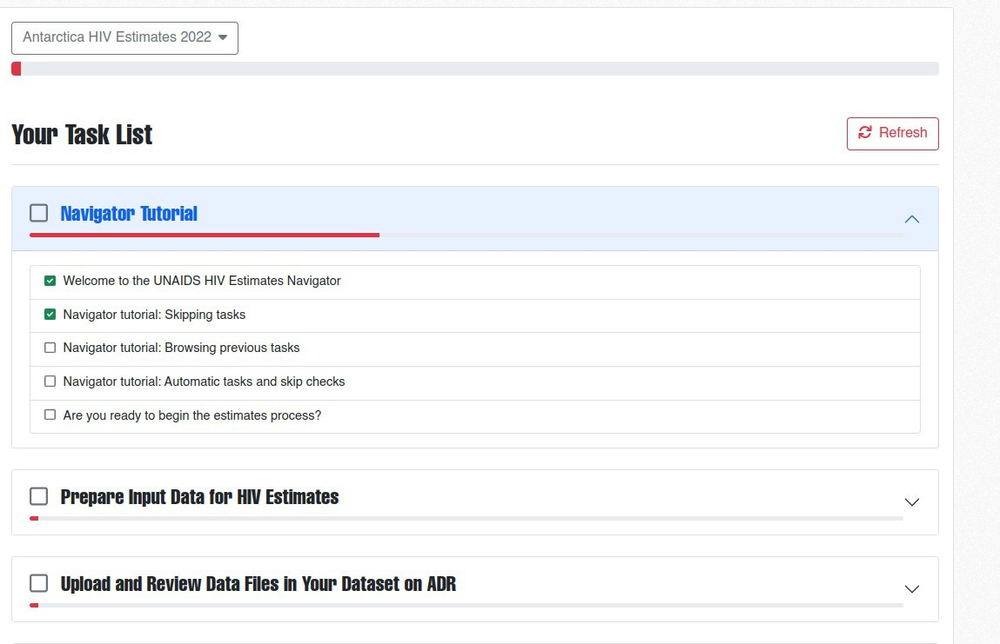 Antarctica HIV Estimates 2022
Your Task List
Refresh
Navigator Tutorial
Welcome to the UNAIDS HIV Estimates Navigator
Navigator tutorial: Skipping tasks
Navigator tutorial: Browsing previous tasks
Navigator tutorial: Automatic tasks and skip checks
Are you ready to begin the estimates process?
Prepare Input Data for HIV Estimates
Upload and Review Data Files in Your Dataset on ADR